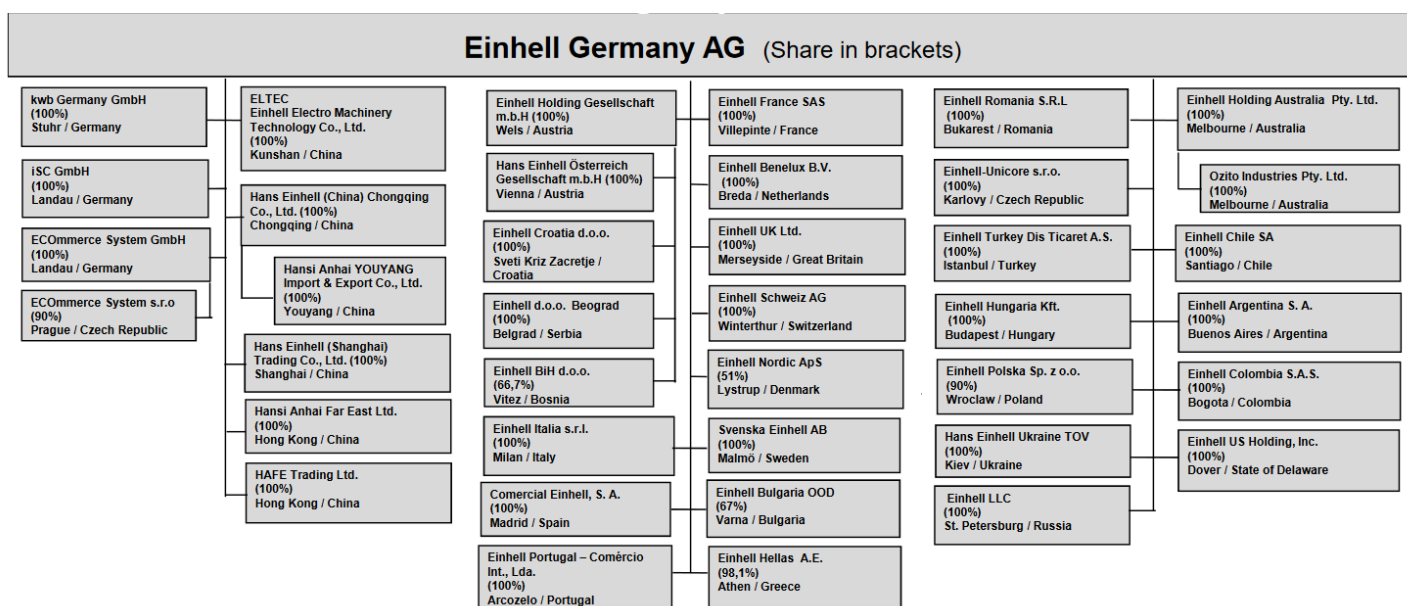 Einhell Germany AG (Share in brackets)
kwb Germany GmbH
(100%)
Stuhr / Germany
iSC GmbH
(100%)
Landau / Germany
ECOmmerce System GmbH
(100%)
Landau / Germany
ECOmmerce System s.r.o
(90%)
Prague / Czech Republic
ELTEC
Einhell Electro Machinery
Technology Co., Ltd.
(100%)
Kunshan / China
Hans Einhell (China) Chongqing
Co., Ltd. (100%)
Chongqing / China
Hansi Anhai YOUYANG
Import & Export Co., Ltd.
(100%)
Youyang / China
Hans Einhell (Shanghai)
Trading Co., Ltd. (100%)
Shanghai / China
Hansi Anhai Far East Ltd.
(100%)
Hong Kong / China
HAFE Trading Ltd.
(100%)
Hong Kong / China
Einhell Holding Gesellschaft
m.b.H (100%)
Wels / Austria
Hans Einhell Österreich
Gesellschaft m.b.H (100%)
Vienna / Austria
Einhell Croatia d.o.o.
(100%)
Sveti Kriz Zacretje /
Croatia
Einhell d.o.o. Beograd
(100%)
Belgrad / Serbia
Einhell BiH d.o.o.
(66,7%)
Vitez / Bosnia
Einhell Italia s.r.l.
(100%)
Milan / Italy
Comercial Einhell, S. A.
(100%)
Madrid / Spain
Einhell Portugal – Comércio
Int., Lda.
(100%)
Arcozelo / Portugal
Einhell France SAS
(100%)
Villepinte / France
Einhell Benelux B.V.
(100%)
Breda / Netherlands
Einhell UK Ltd.
(100%)
Merseyside / Great Britain
Einhell Schweiz AG
(100%)
Winterthur / Switzerland
Einhell Nordic ApS
(51%)
Lystrup / Denmark
Svenska Einhell AB
(100%)
Malmö / Sweden
Einhell Bulgaria OOD
(67%)
Varna / Bulgaria
Einhell Hellas A.E.
(98,1%)
Athen / Greece
Einhell Romania S.R.L
(100%)
Bukarest / Romania
Einhell-Unicore s.r.o.
(100%)
Karlovy / Czech Republic
Einhell Turkey Dis Ticaret A.S.
(100%)
Istanbul / Turkey
Einhell Hungaria Kft.
(100%)
Budapest / Hungary
Einhell Polska Sp. z o.o.
(90%)
Wroclaw / Poland
Hans Einhell Ukraine TOV
(100%)
Kiev / Ukraine
Einhell LLC
(100%)
St. Petersburg / Russia
Einhell Holding Australia Pty. Ltd.
(100%)
Melbourne / Australia
Ozito Industries Pty. Ltd.
(100%)
Melbourne / Australia
Einhell Chile SA
(100%)
Santiago / Chile
Einhell Argentina S. A.
(100%)
Buenos Aires / Argentina
Einhell Colombia S.A.S.
(100%)
Bogota / Colombia
Einhell US Holding, Inc.
(100%)
Dover / State of Delaware